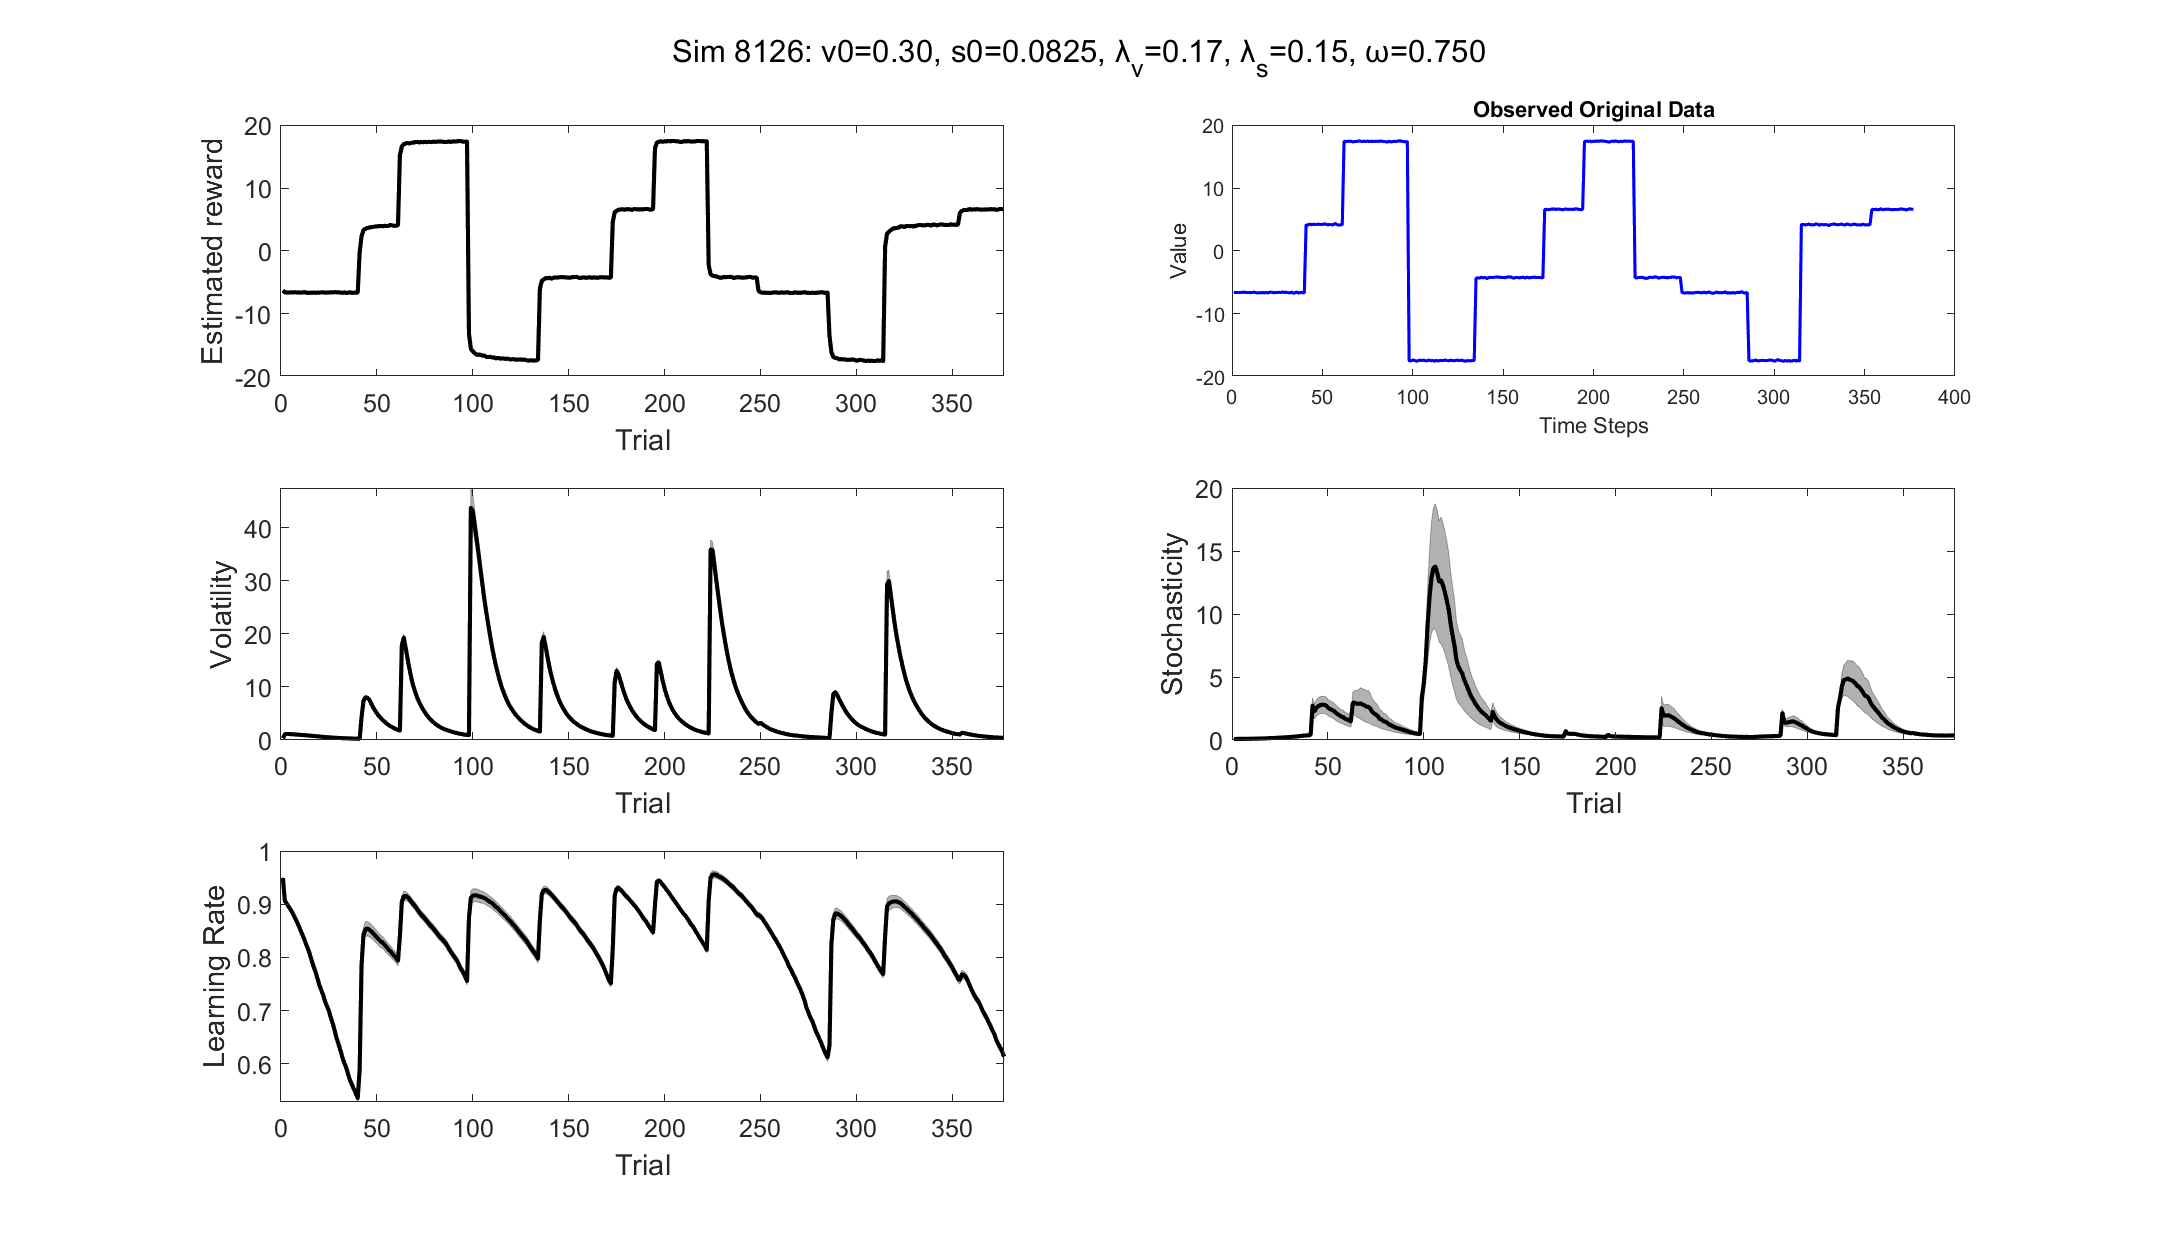 Sim 8126: v0=0.30, s0=0.0825, λ_v=0.17, λ_s=0.15, ω=0.750
20
10
0
-10
-20
Estimated reward
0 50 100 150 200 250 300 350
Trial
Observed Original Data
20
10
0
-10
-20
Value
0 50 100 150 200 250 300 350 400
Time Steps
40
30
20
10
0
Volatility
0 50 100 150 200 250 300 350
Trial
20
15
10
5
0
Stochasticity
0 50 100 150 200 250 300 350
Trial
1
0.9
0.8
0.7
0.6
Learning Rate
0 50 100 150 200 250 300 350
Trial